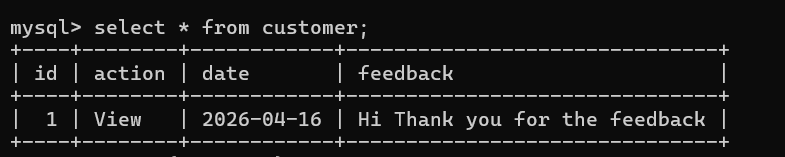 mysql> select * from customer;
+----+--------+------------+------------------------------+
| id | action | date       | feedback                     |
+----+--------+------------+------------------------------+
|  1 | View   | 2026-04-16 | Hi Thank you for the feedback |
+----+--------+------------+------------------------------+